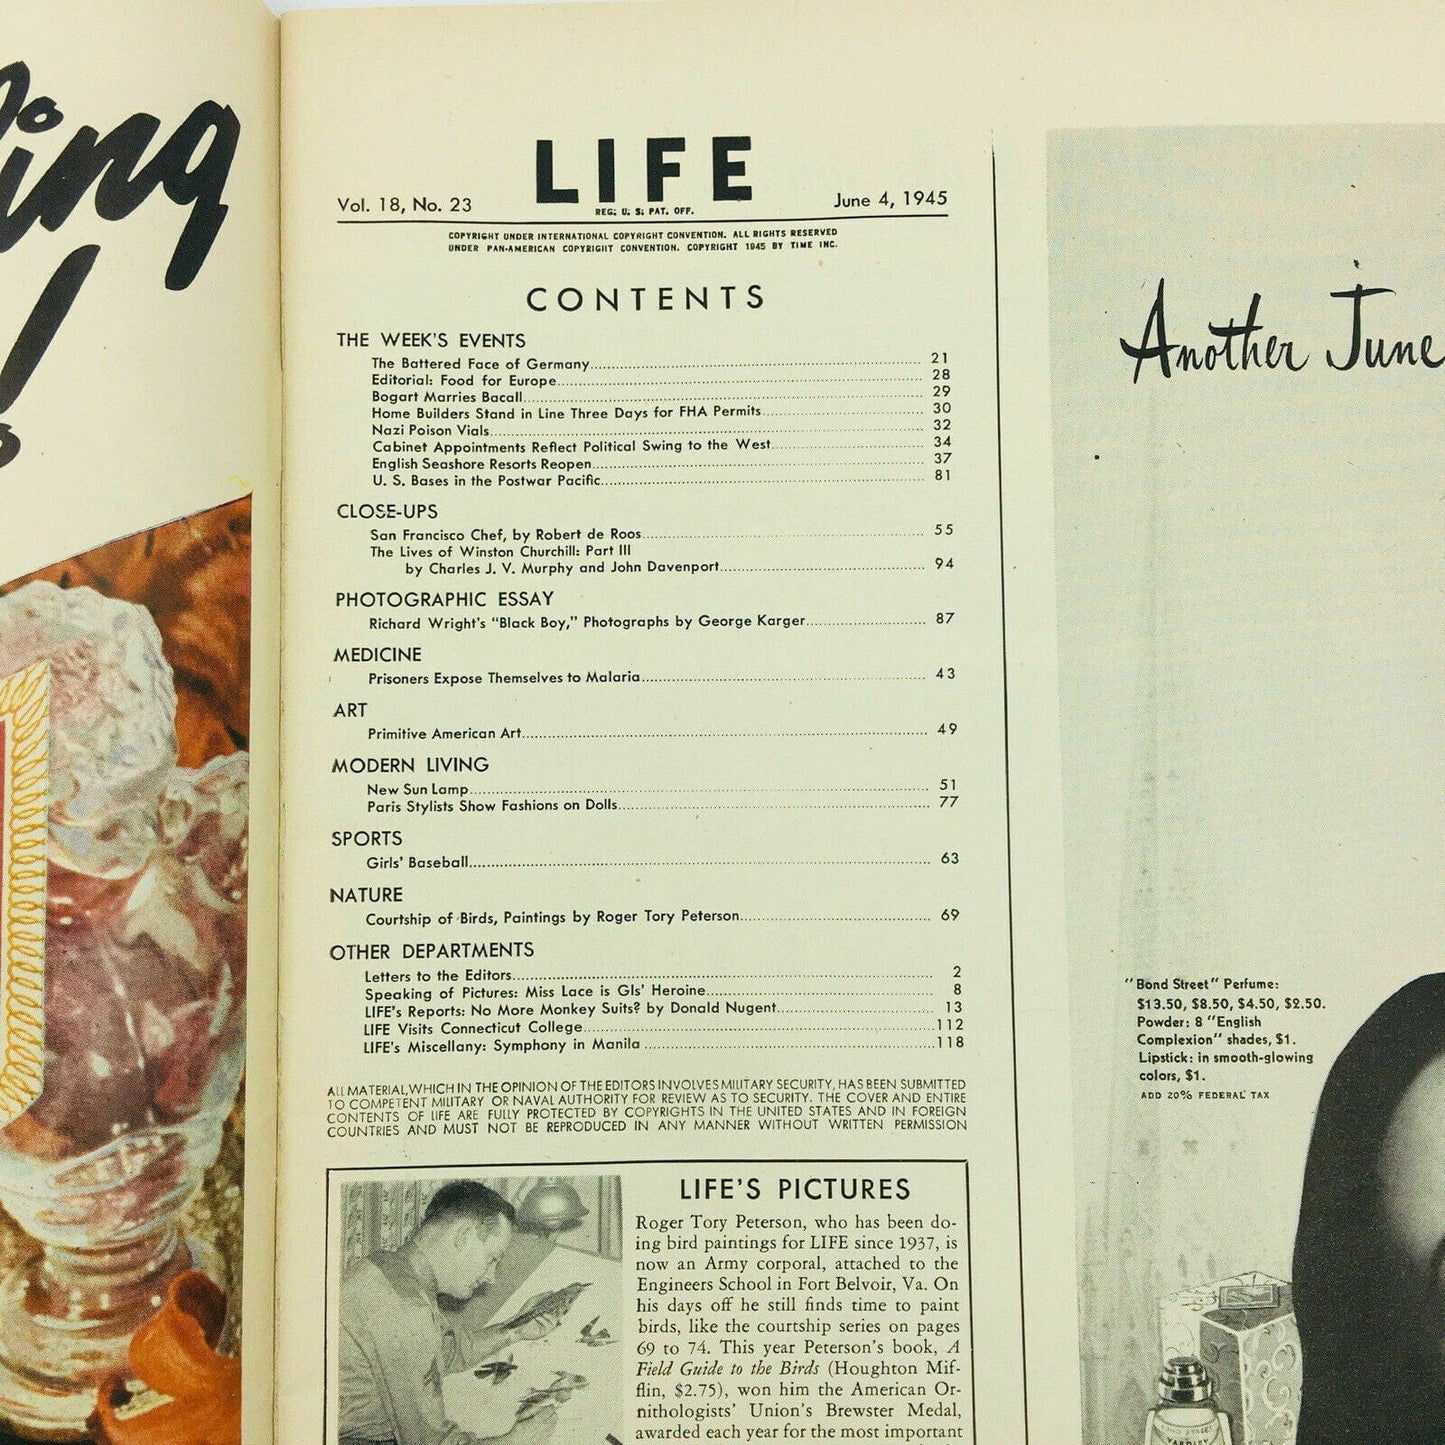 ing
!
LIFE
REG. U. S. PAT. OFF.
Vol. 18, No. 23
June 4, 1945
COPYRIGHT UNDER INTERNATIONAL COPYRIGHT CONVENTION. ALL RIGHTS RESERVED
UNDER PAN-AMERICAN COPYRIGHT CONVENTION. COPYRIGHT 1945 BY TIME INC.
CONTENTS
THE WEEK'S EVENTS
The Battered Face of Germany 21
Editorial: Food for Europe 28
Bogart Marries Bacall 29
Home Builders Stand in Line Three Days for FHA Permits 30
Nazi Poison Vials 32
Cabinet Appointments Reflect Political Swing to the West 34
English Seashore Resorts Reopen 37
U. S. Bases in the Postwar Pacific 81
CLOSE-UPS
San Francisco Chef, by Robert de Roos 55
The Lives of Winston Churchill: Part III
by Charles J. V. Murphy and John Davenport 94
PHOTOGRAPHIC ESSAY
Richard Wright's "Black Boy," Photographs by George Karger 87
MEDICINE
Prisoners Expose Themselves to Malaria 43
ART
Primitive American Art 49
MODERN LIVING
New Sun Lamp 51
Paris Stylists Show Fashions on Dolls 77
SPORTS
Girls' Baseball 63
NATURE
Courtship of Birds, Paintings by Roger Tory Peterson 69
OTHER DEPARTMENTS
Letters to the Editors 2
Speaking of Pictures: Miss Lace is GIs' Heroine 8
LIFE's Reports: No More Monkey Suits? by Donald Nugent 13
LIFE Visits Connecticut College 112
LIFE's Miscellany: Symphony in Manila 118
ALL MATERIAL, WHICH IN THE OPINION OF THE EDITORS INVOLVES MILITARY SECURITY, HAS BEEN SUBMITTED
TO COMPETENT MILITARY OR NAVAL AUTHORITY FOR REVIEW AS TO SECURITY. THE COVER AND ENTIRE
CONTENTS OF LIFE ARE FULLY PROTECTED BY COPYRIGHTS IN THE UNITED STATES AND IN FOREIGN
COUNTRIES AND MUST NOT BE REPRODUCED IN ANY MANNER WITHOUT WRITTEN PERMISSION
LIFE'S PICTURES
Roger Tory Peterson, who has been do-
ing bird paintings for LIFE since 1937, is
now an Army corporal, attached to the
Engineers School in Fort Belvoir, Va. On
his days off he still finds time to paint
birds, like the courtship series on pages
69 to 74. This year Peterson's book, A
Field Guide to the Birds (Houghton Mif-
flin, $2.75), won him the American Or-
nithologists' Union's Brewster Medal,
awarded each year for the most important
Another June
"Bond Street" Perfume:
$13.50, $8.50, $4.50, $2.50.
Powder: 8 "English
Complexion" shades, $1.
Lipstick: in smooth-glowing
colors, $1.
ADD 20% FEDERAL TAX
YARDLEY